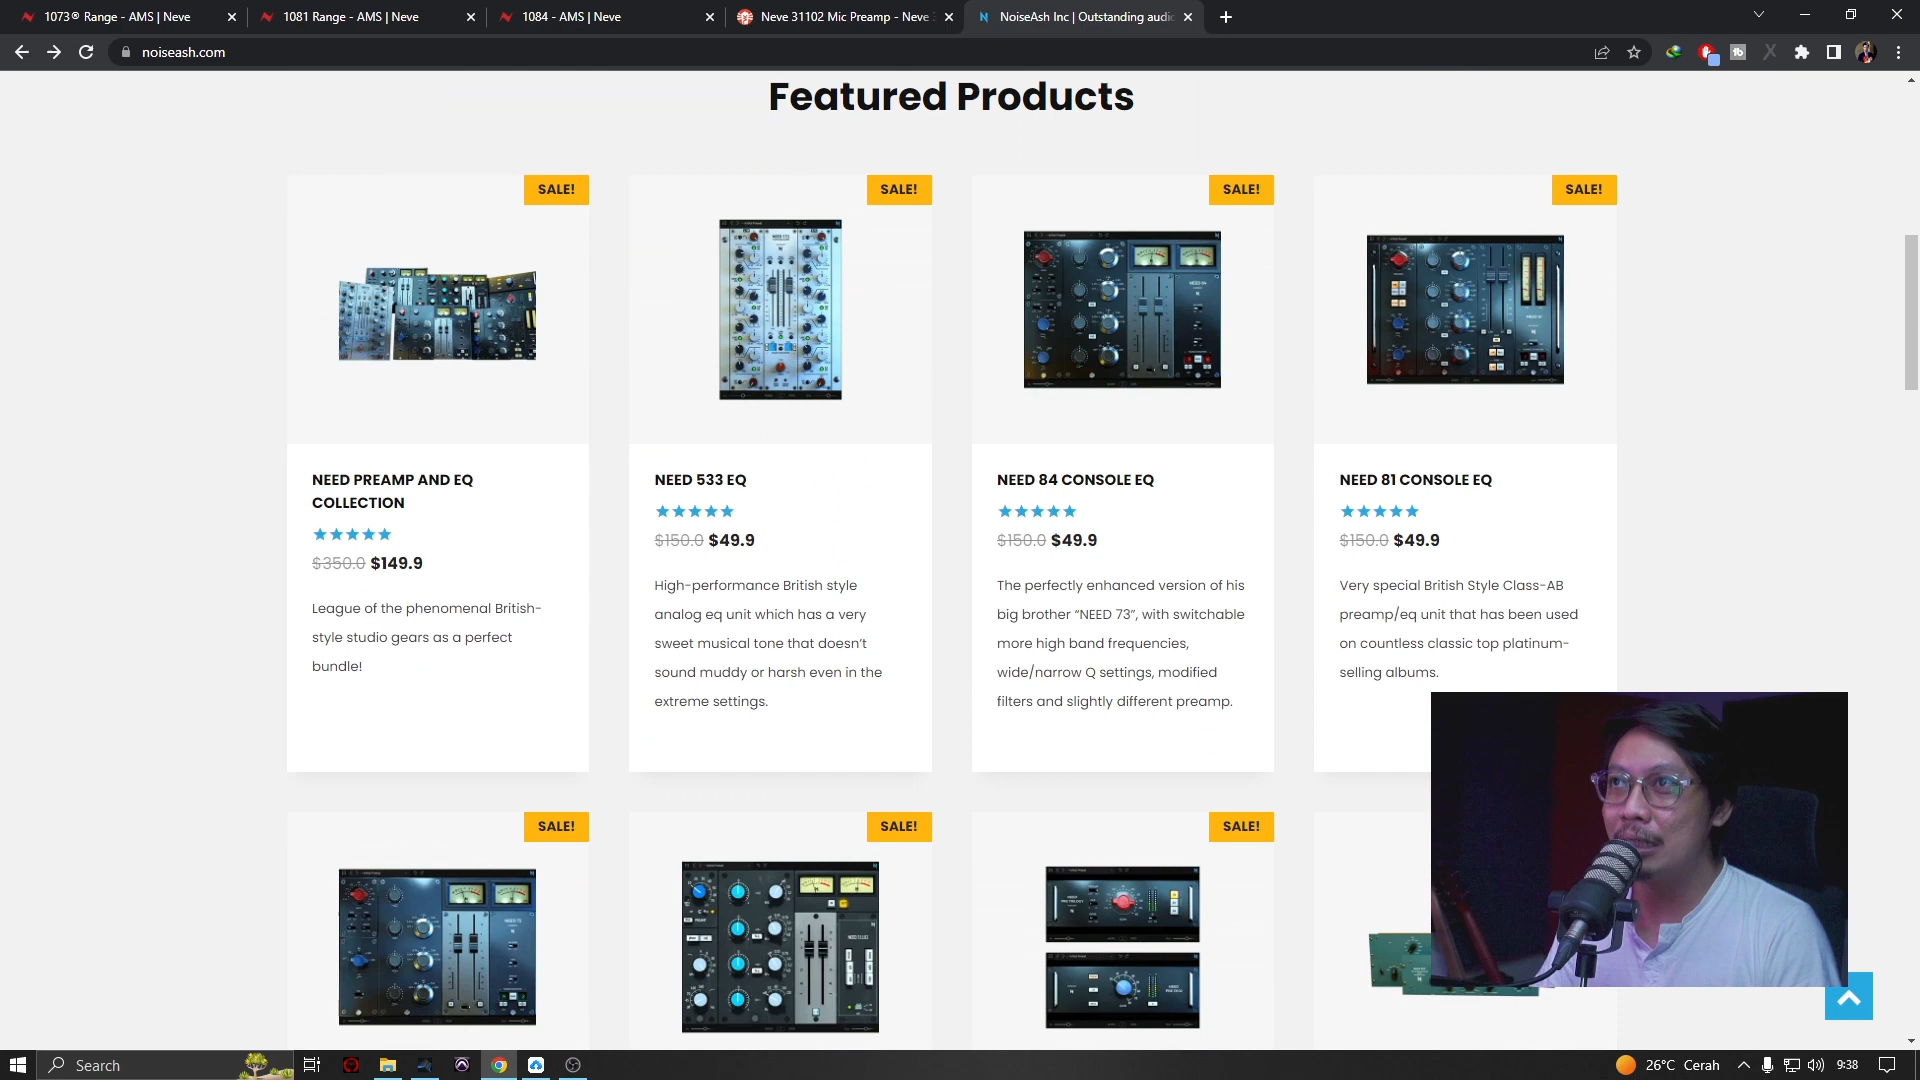 1073® Range - AMS | Neve
1081 Range - AMS | Neve
1084 - AMS | Neve
Neve 31102 Mic Preamp - Neve
NoiseAsh Inc | Outstanding audio
noiseash.com
Featured Products
SALE!
SALE!
SALE!
SALE!
NEED PREAMP AND EQ
COLLECTION
$350.0 $149.9
League of the phenomenal British-
style studio gears as a perfect
bundle!
NEED 533 EQ
$150.0 $49.9
High-performance British style
analog eq unit which has a very
sweet musical tone that doesn’t
sound muddy or harsh even in the
extreme settings.
NEED 84 CONSOLE EQ
$150.0 $49.9
The perfectly enhanced version of his
big brother “NEED 73”, with switchable
more high band frequencies,
wide/narrow Q settings, modified
filters and slightly different preamp.
NEED 81 CONSOLE EQ
$150.0 $49.9
Very special British Style Class-AB
preamp/eq unit that has been used
on countless classic top platinum-
selling albums.
SALE!
SALE!
SALE!
Search
26°C Cerah
9:38